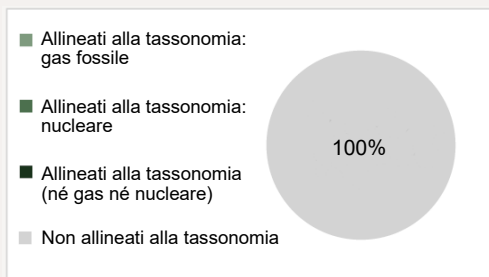 Allineati alla tassonomia:
gas fossile
Allineati alla tassonomia:
nucleare
Allineati alla tassonomia
(né gas né nucleare)
Non allineati alla tassonomia
100%